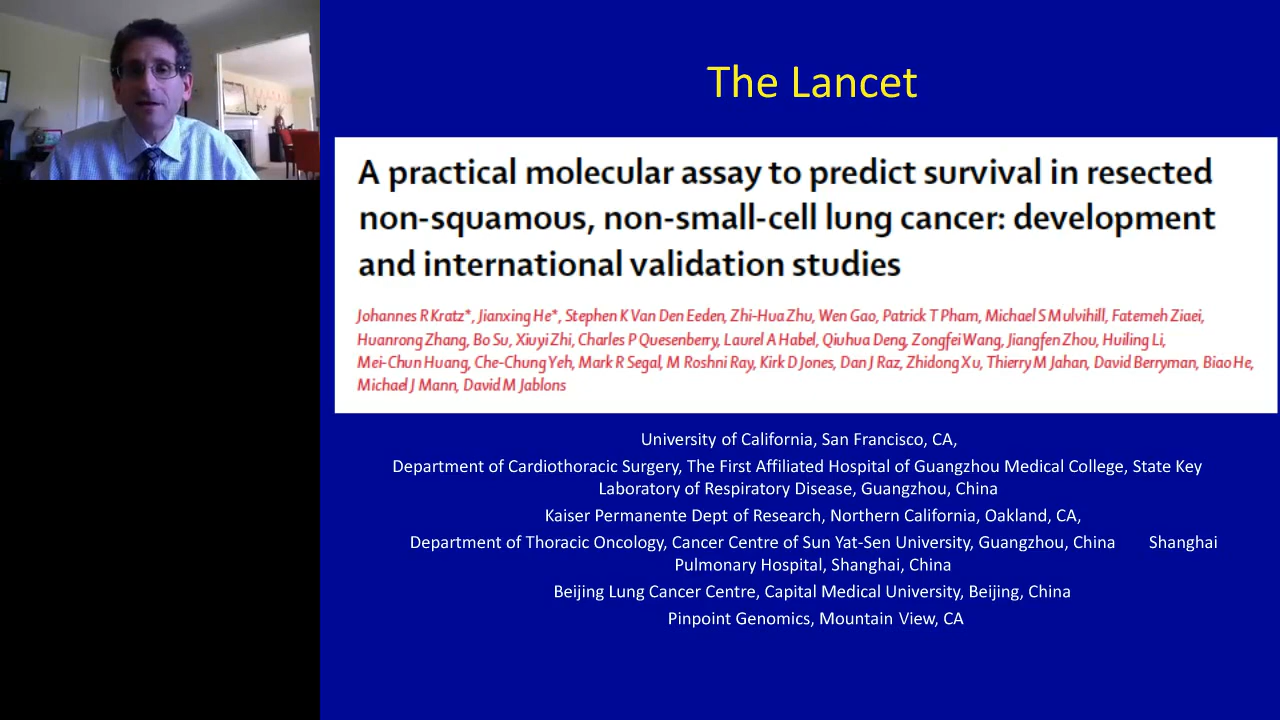 The Lancet
A practical molecular assay to predict survival in resected
non-squamous, non-small-cell lung cancer: development
and international validation studies
Johannes R Kratz*, Jianxing He*, Stephen K Van Den Eeden, Zhi-Hua Zhu, Wen Gao, Patrick T Pham, Michael S Mulvihill, Fatemeh Ziaei,
Huanrong Zhang, Bo Su, Xiuyi Zhi, Charles P Quesenberry, Laurel A Habel, Qiuhua Deng, Zongfei Wang, Jiangfen Zhou, Huiling Li,
Mei-Chun Huang, Che-Chung Yeh, Mark R Segal, M Roshni Ray, Kirk D Jones, Dan J Raz, Zhidong Xu, Thierry M Jahan, David Berryman, Biao He,
Michael J Mann, David M Jablons
University of California, San Francisco, CA,
Department of Cardiothoracic Surgery, The First Affiliated Hospital of Guangzhou Medical College, State Key
Laboratory of Respiratory Disease, Guangzhou, China
Kaiser Permanente Dept of Research, Northern California, Oakland, CA,
Department of Thoracic Oncology, Cancer Centre of Sun Yat-Sen University, Guangzhou, China Shanghai
Pulmonary Hospital, Shanghai, China
Beijing Lung Cancer Centre, Capital Medical University, Beijing, China
Pinpoint Genomics, Mountain View, CA